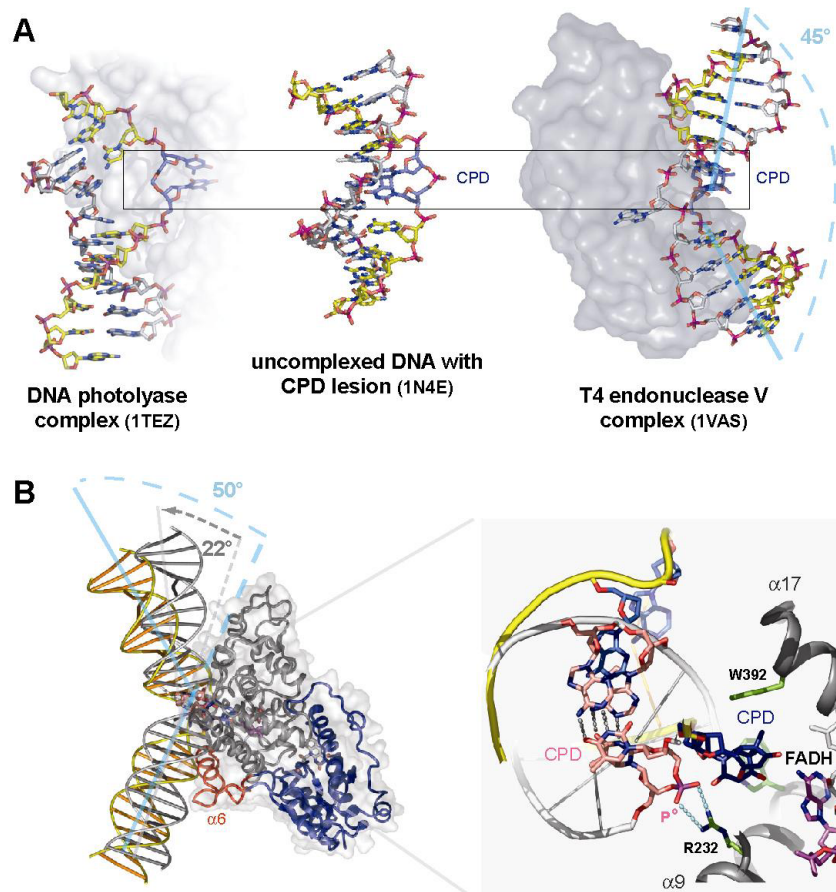 A
45°
CPD
CPD
DNA photolyase
complex (1TEZ)
uncomplexed DNA with
CPD lesion (1N4E)
T4 endonuclease V
complex (1VAS)
B
50°
22°
α6
α17
W392
CPD
CPD
FADH
P°
R232
α9